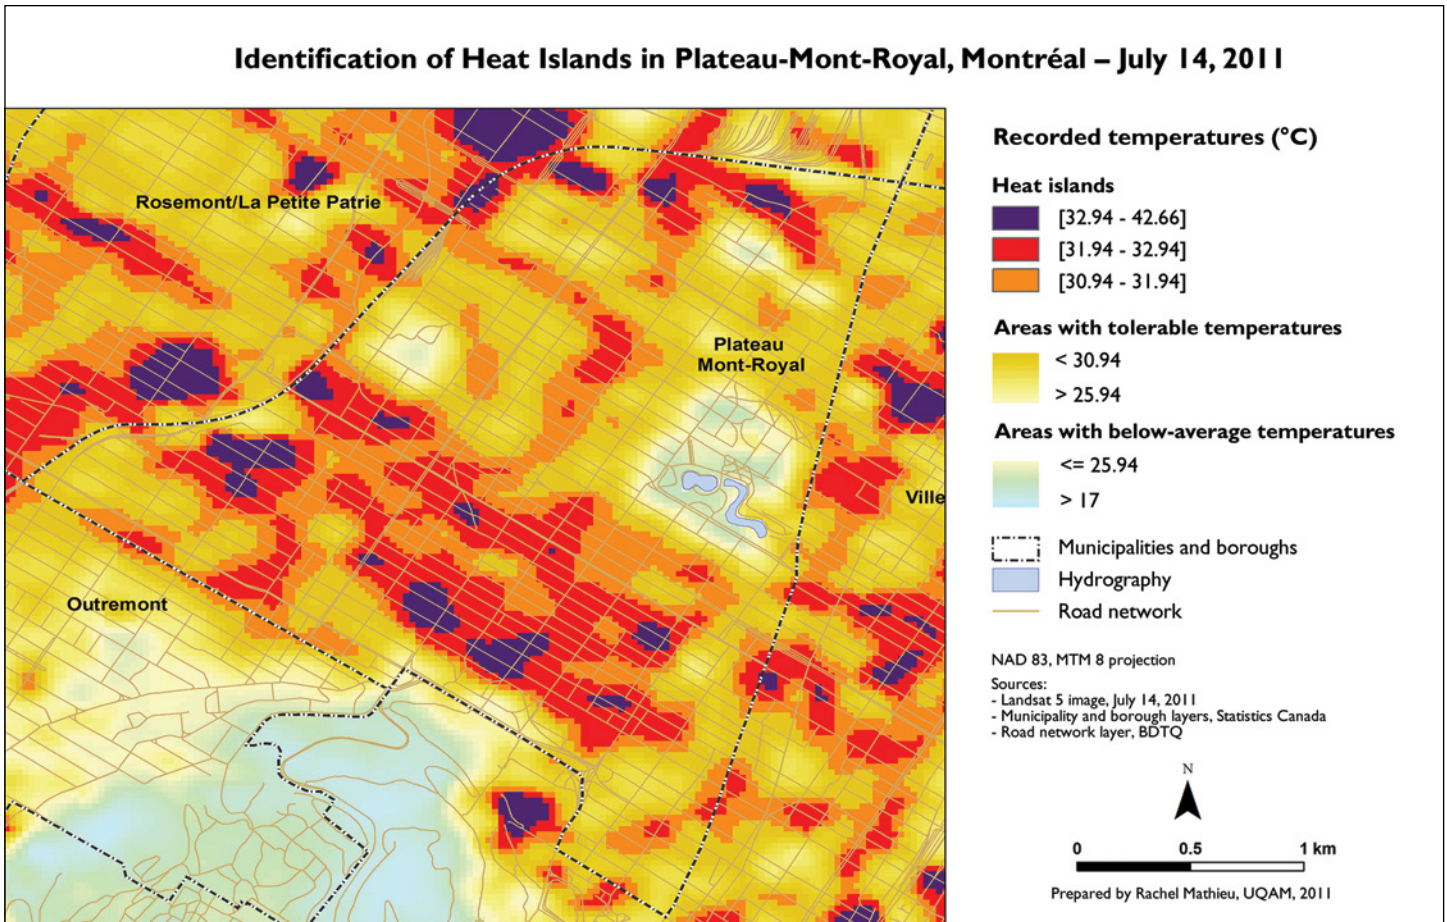 Identification of Heat Islands in Plateau-Mont-Royal, Montréal – July 14, 2011
Rosemont/La Petite Patrie
Plateau
Mont-Royal
Ville
Outremont
Recorded temperatures (°C)
Heat islands
[32.94 - 42.66]
[31.94 - 32.94]
[30.94 - 31.94]
Areas with tolerable temperatures
< 30.94
> 25.94
Areas with below-average temperatures
<= 25.94
> 17
Municipalities and boroughs
Hydrography
Road network
NAD 83, MTM 8 projection
Sources:
- Landsat 5 image, July 14, 2011
- Municipality and borough layers, Statistics Canada
- Road network layer, BDTQ
N
0 0.5 1 km
Prepared by Rachel Mathieu, UQAM, 2011